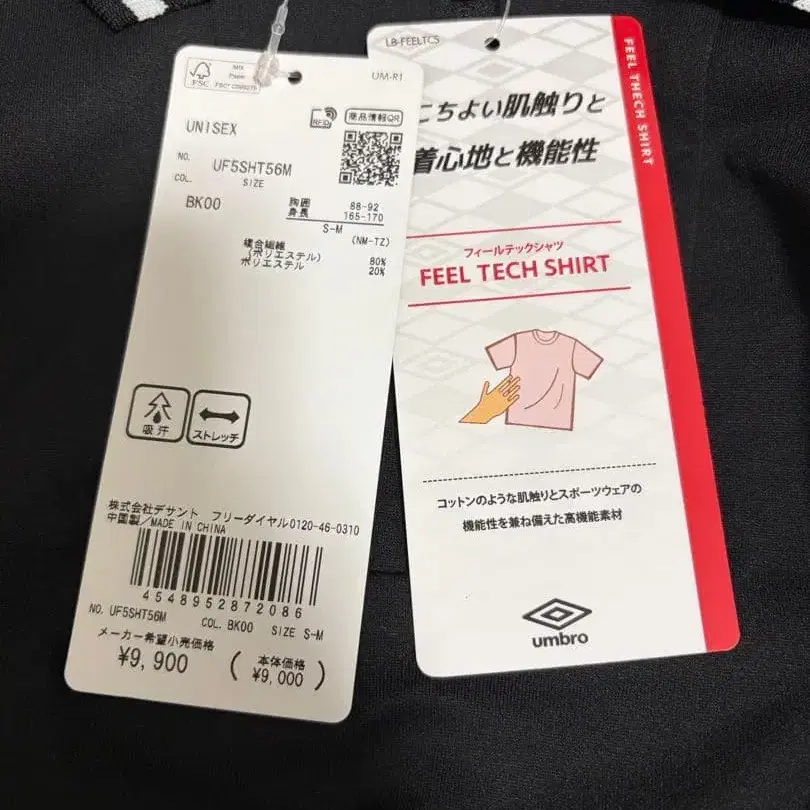 FSC
MIX
Paper
UM-R1
UNISEX
RFID
商品情報QR
NO.
UF5SHT56M
COL.
SIZE
BK00
胸囲 88-92
身長 165-170
S-M
(NM-TZ)
複合繊維
(ポリエステル) 80%
ポリエステル 20%
吸汗
ストレッチ
株式会社デサント フリーダイヤル0120-46-0310
中国製/MADE IN CHINA
4548952872086
NO. UF5SHT56M COL. BK00 SIZE S-M
メーカー希望小売価格
¥9,900 (本体価格 ¥9,000)
LB-FEELTCS
FEEL THECH SHIRT
こちよい肌触りと
着心地と機能性
フィールテックシャツ
FEEL TECH SHIRT
コットンのような肌触りとスポーツウェアの
機能性を兼ね備えた高機能素材
umbro